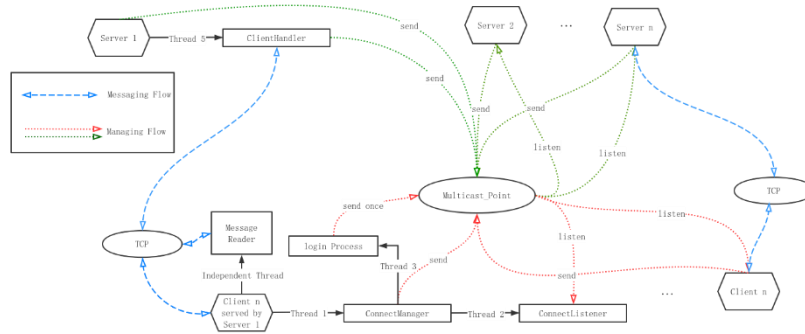 Server 1
Thread 5
ClientHandler
send
Server 2
...
Server n
send
send
send
Messaging Flow
Managing Flow
listen
listen
Multicast_Point
TCP
send once
listen
listen
TCP
Message
Reader
login Process
Independent Thread
Thread 3
send
send
Client n
served by
Server 1
Thread 1
ConnectManager
Thread 2
ConnectListener
...
Client n